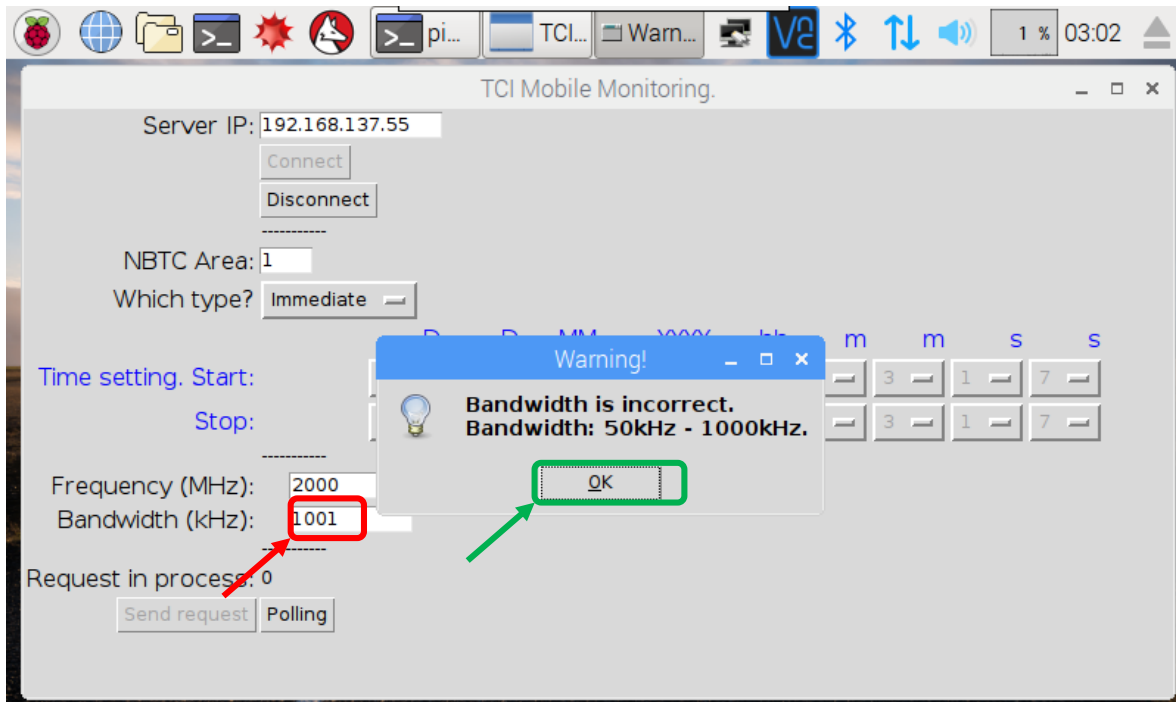 pi... TCI... Warn... 1 % 03:02
TCI Mobile Monitoring.
Server IP: 192.168.137.55
Connect
Disconnect
-----------
NBTC Area: 1
Which type? Immediate
m m s s
Warning!
Time setting. Start: 3 1 7
Bandwidth is incorrect.
Bandwidth: 50kHz - 1000kHz.
Stop: 3 1 7
-----------
OK
Frequency (MHz): 2000
Bandwidth (kHz): 1001
-----------
Request in process: 0
Send request Polling